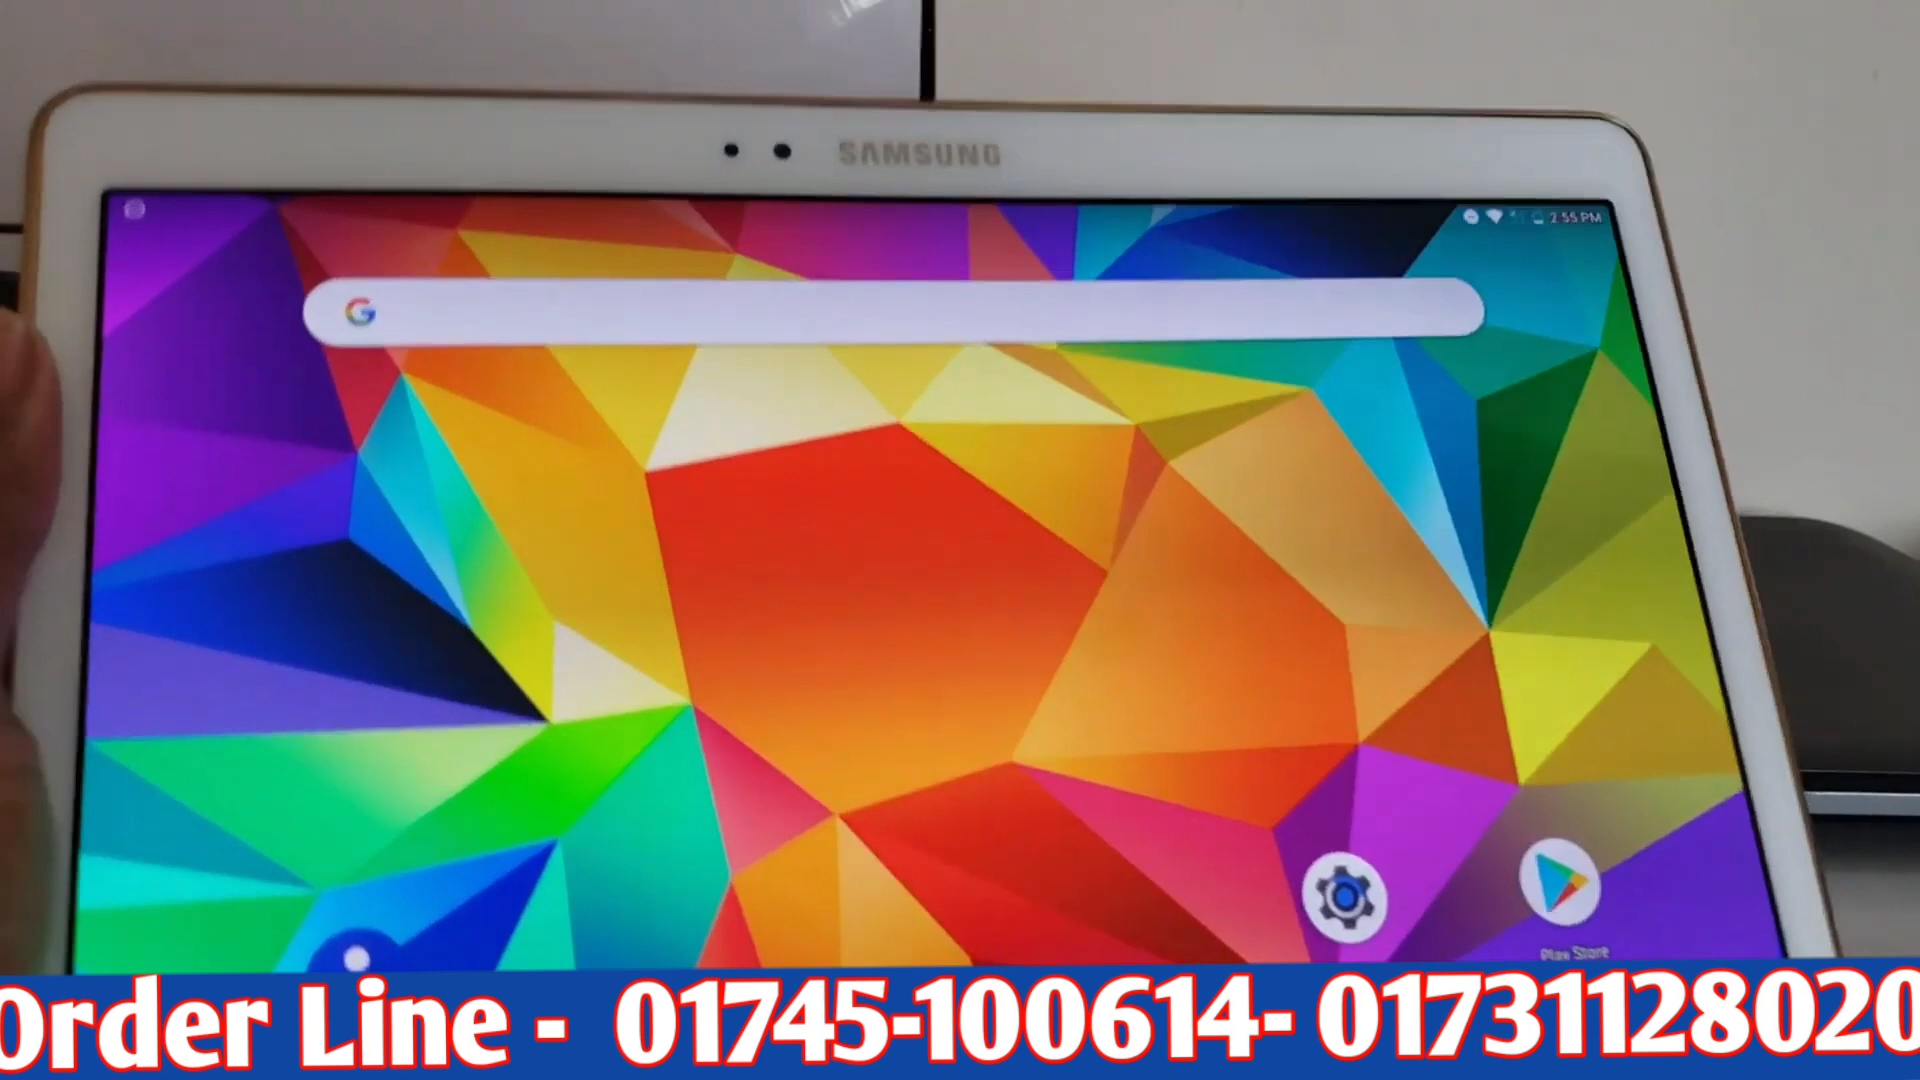 SAMSUNG
2:55 PM
G
Play Store
Order Line - 01745-100614- 01731128020